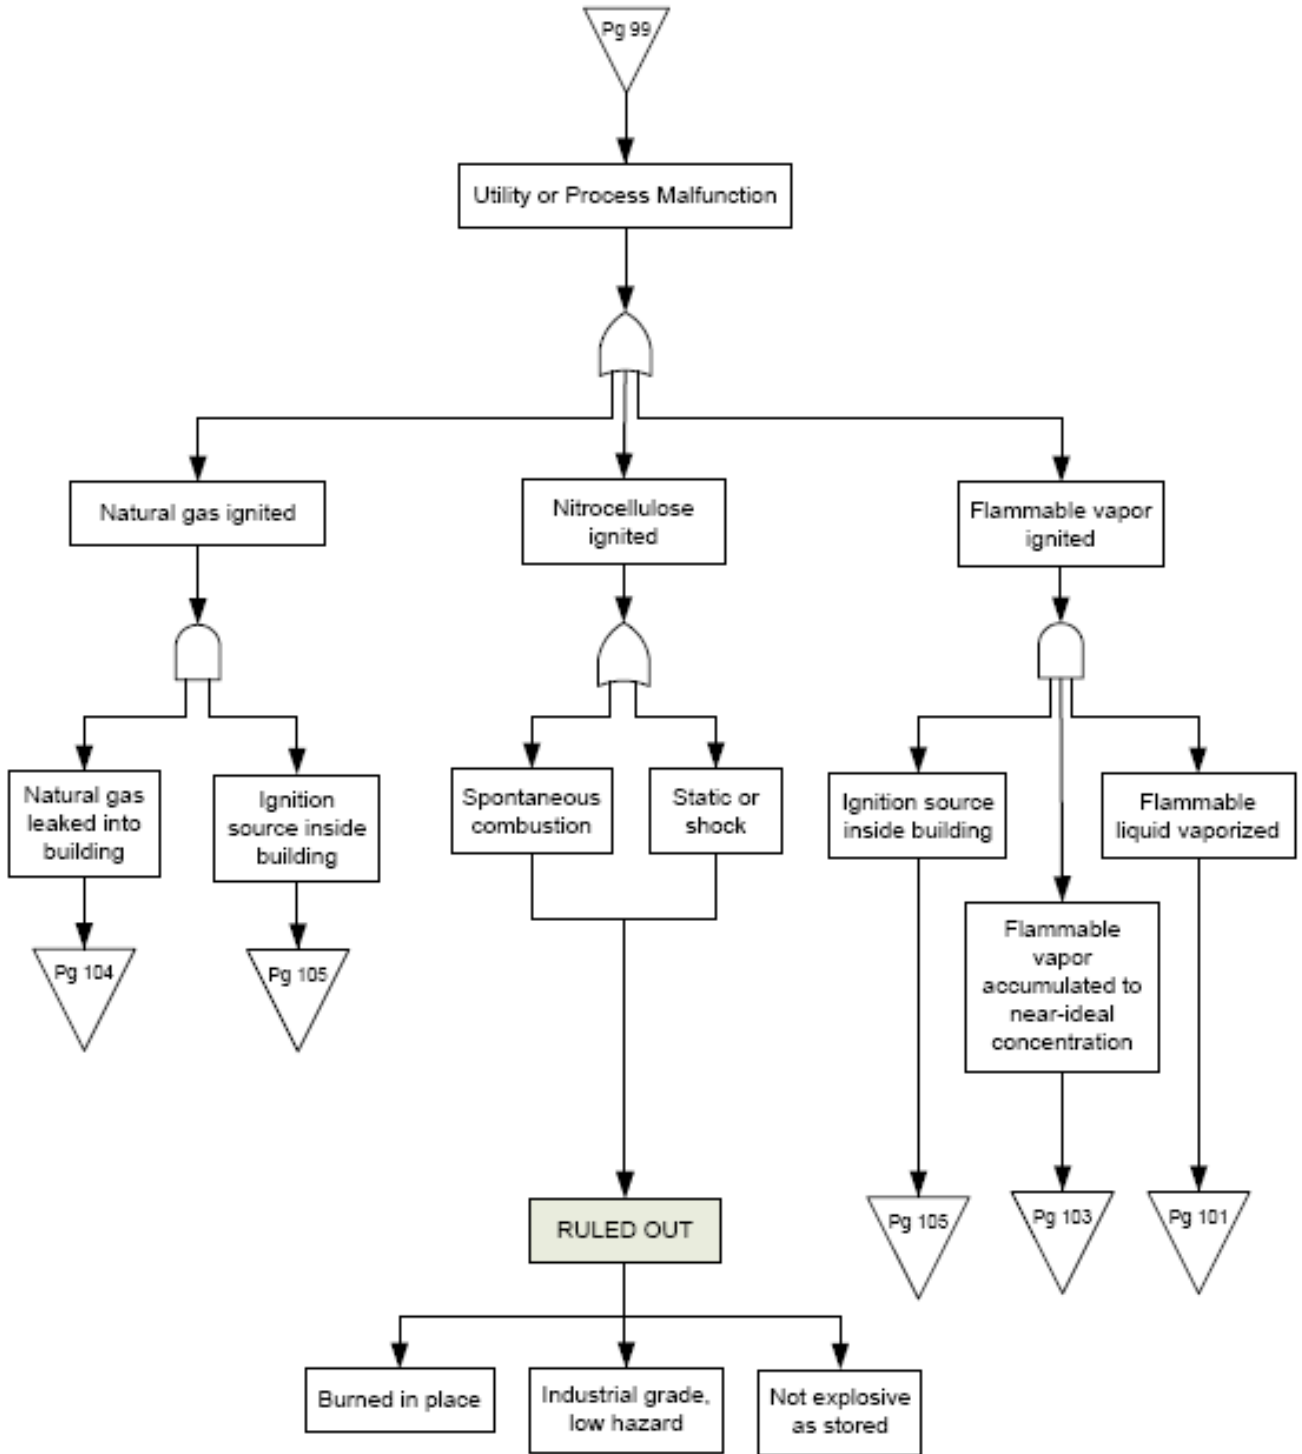 Pg 99
Utility or Process Malfunction
Natural gas ignited
Nitrocellulose
ignited
Flammable vapor
ignited
Natural gas
leaked into
building
Ignition
source inside
building
Spontaneous
combustion
Static or
shock
Ignition source
inside building
Flammable
liquid vaporized
Flammable
vapor
accumulated to
near-ideal
concentration
Pg 104
Pg 105
Pg 105
Pg 103
Pg 101
RULED OUT
Burned in place
Industrial grade,
low hazard
Not explosive
as stored